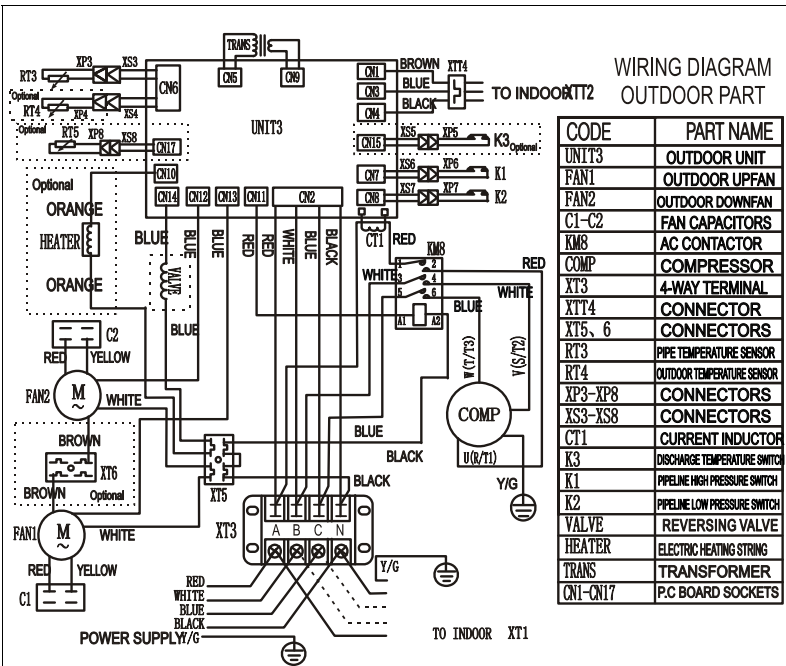 WIRING DIAGRAM
OUTDOOR PART
CODE PART NAME
UNIT3 OUTDOOR UNIT
FAN1 OUTDOOR UPFAN
FAN2 OUTDOOR DOWNFAN
C1-C2 FAN CAPACITORS
KM8 AC CONTACTOR
COMP COMPRESSOR
XT3 4-WAY TERMINAL
XTT4 CONNECTOR
XT5、6 CONNECTORS
RT3 PIPE TEMPERATURE SENSOR
RT4 OUTDOOR TEMPERATURE SENSOR
XP3-XP8 CONNECTORS
XS3-XS8 CONNECTORS
CT1 CURRENT INDUCTOR
K3 DISCHARGE TEMPERATURE SWITCH
K1 PIPELINE HIGH PRESSURE SWITCH
K2 PIPELINE LOW PRESSURE SWITCH
VALVE REVERSING VALVE
HEATER ELECTRIC HEATING STRING
TRANS TRANSFORMER
CN1-CN17 P.C BOARD SOCKETS
TRANS
CN5 CN9
XP3 XS3
RT3
CN6
Optional
RT4 XP4 XS4
Optional
RT5 XP8 XS8
CN17
UNIT3
CN1 BROWN XTT4
CN3 BLUE
TO INDOOR XTT2
CN4 BLACK
CN15 XS5 XP5 K3 Optional
CN7 XS6 XP6 K1
CN8 XS7 XP7 K2
CN10
CN14 CN12 CN13 CN11 CN2
Optional
ORANGE
HEATER
ORANGE
BLUE
VALVE
BLUE
BLUE
BLUE
RED
RED
WHITE
BLUE
BLACK
CT1 RED
KM8
1 2
WHITE 3 4
5 6
A1 A2
RED
WHITE
BLUE
W(T/T3)
V(S/T2)
COMP
U(R/T1)
Y/G
C2
RED YELLOW
FAN2 M ~
WHITE
BROWN
XT6
BROWN Optional
FAN1 M ~
WHITE
RED YELLOW
C1
XT5
BLUE
BLACK
BLACK
XT3
A B C N
Y/G
RED
WHITE
BLUE
BLACK
POWER SUPPLY Y/G
TO INDOOR XT1